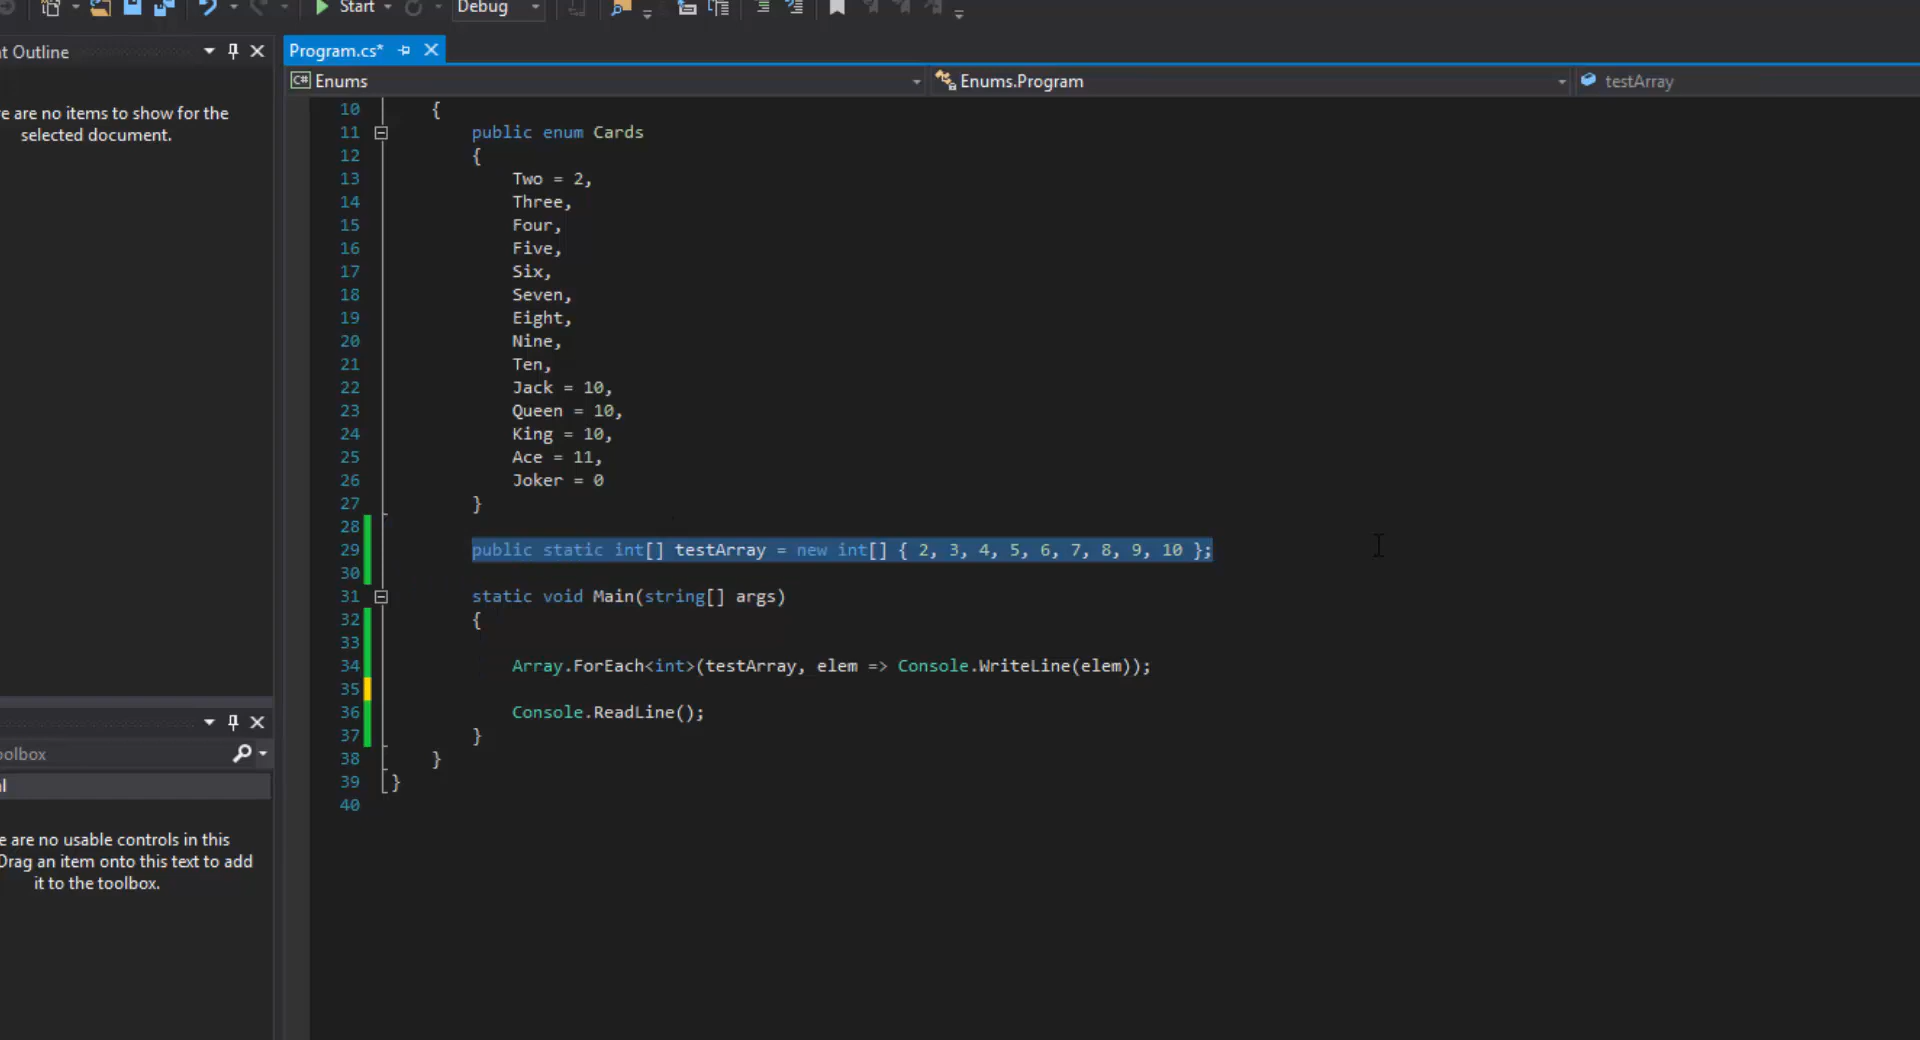 Start
Debug
t Outline
Program.cs*
Enums
Enums.Program
testArray
e are no items to show for the
selected document.
10 {
11 public enum Cards
12 {
13 Two = 2,
14 Three,
15 Four,
16 Five,
17 Six,
18 Seven,
19 Eight,
20 Nine,
21 Ten,
22 Jack = 10,
23 Queen = 10,
24 King = 10,
25 Ace = 11,
26 Joker = 0
27 }
28
29 public static int[] testArray = new int[] { 2, 3, 4, 5, 6, 7, 8, 9, 10 };
30
31 static void Main(string[] args)
32 {
33
34 Array.ForEach<int>(testArray, elem => Console.WriteLine(elem));
35
36 Console.ReadLine();
37 }
38 }
39 }
40
oolbox
l
e are no usable controls in this
Drag an item onto this text to add
it to the toolbox.